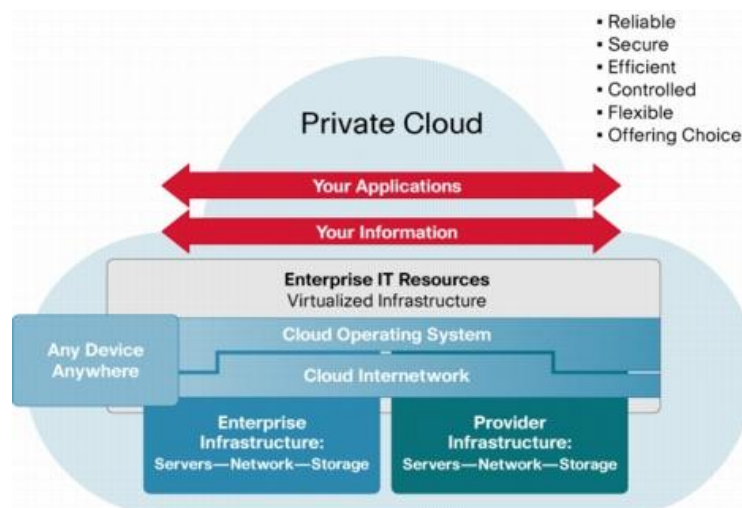 ▪ Reliable
▪ Secure
▪ Efficient
▪ Controlled
▪ Flexible
▪ Offering Choice
Private Cloud
Your Applications
Your Information
Enterprise IT Resources
Virtualized Infrastructure
Cloud Operating System
Any Device
Anywhere
Cloud Internetwork
Enterprise
Infrastructure:
Servers—Network—Storage
Provider
Infrastructure:
Servers—Network—Storage